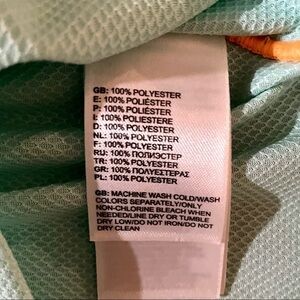 GB: 100% POLYESTER
E: 100% POLIÉSTER
P: 100% POLIÉSTER
I: 100% POLIESTERE
D: 100% POLYESTER
NL: 100% POLYESTER
F: 100% POLYESTER
RU: 100% ПОЛИЭСТЕР
TR: 100% POLYESTER
GR: 100% ΠΟΛΥΕΣΤΕΡΑΣ
PL: 100% POLYESTER
GB: MACHINE WASH COLD/WASH
COLORS SEPARATELY/ONLY
NON-CHLORINE BLEACH WHEN
NEEDED/LINE DRY OR TUMBLE
DRY LOW/DO NOT IRON/DO NOT
DRY CLEAN